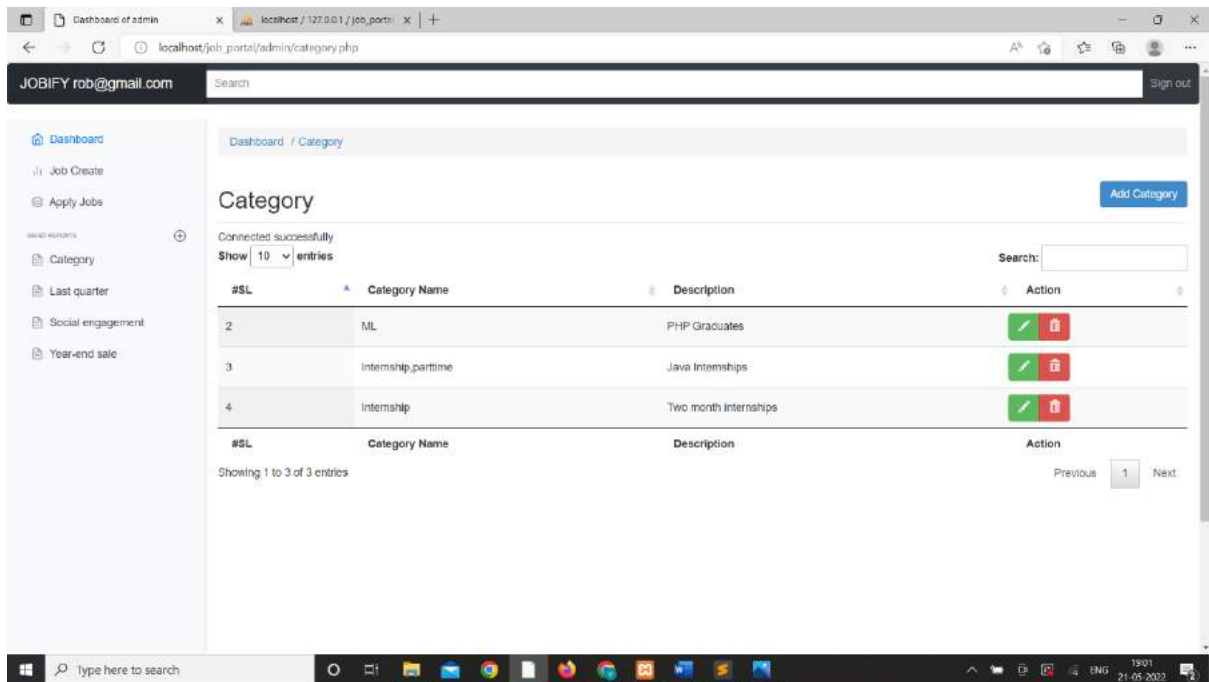 Dashboard of admin
localhost / 127.0.0.1 / job_portal
localhost/job_portal/admin/category.php
JOBIFY rob@gmail.com
Search
Sign out
Dashboard
Job Create
Apply Jobs
SAVED REPORTS
Category
Last quarter
Social engagement
Year-end sale
Dashboard / Category
Category
Add Category
Connected successfully
Show 10 entries
Search:
#SL Category Name Description Action
2 ML PHP Graduates
3 Internship,parttime Java Internships
4 Internship Two month internships
#SL Category Name Description Action
Showing 1 to 3 of 3 entries
Previous 1 Next
Type here to search
ENG
19:01
21-05-2022